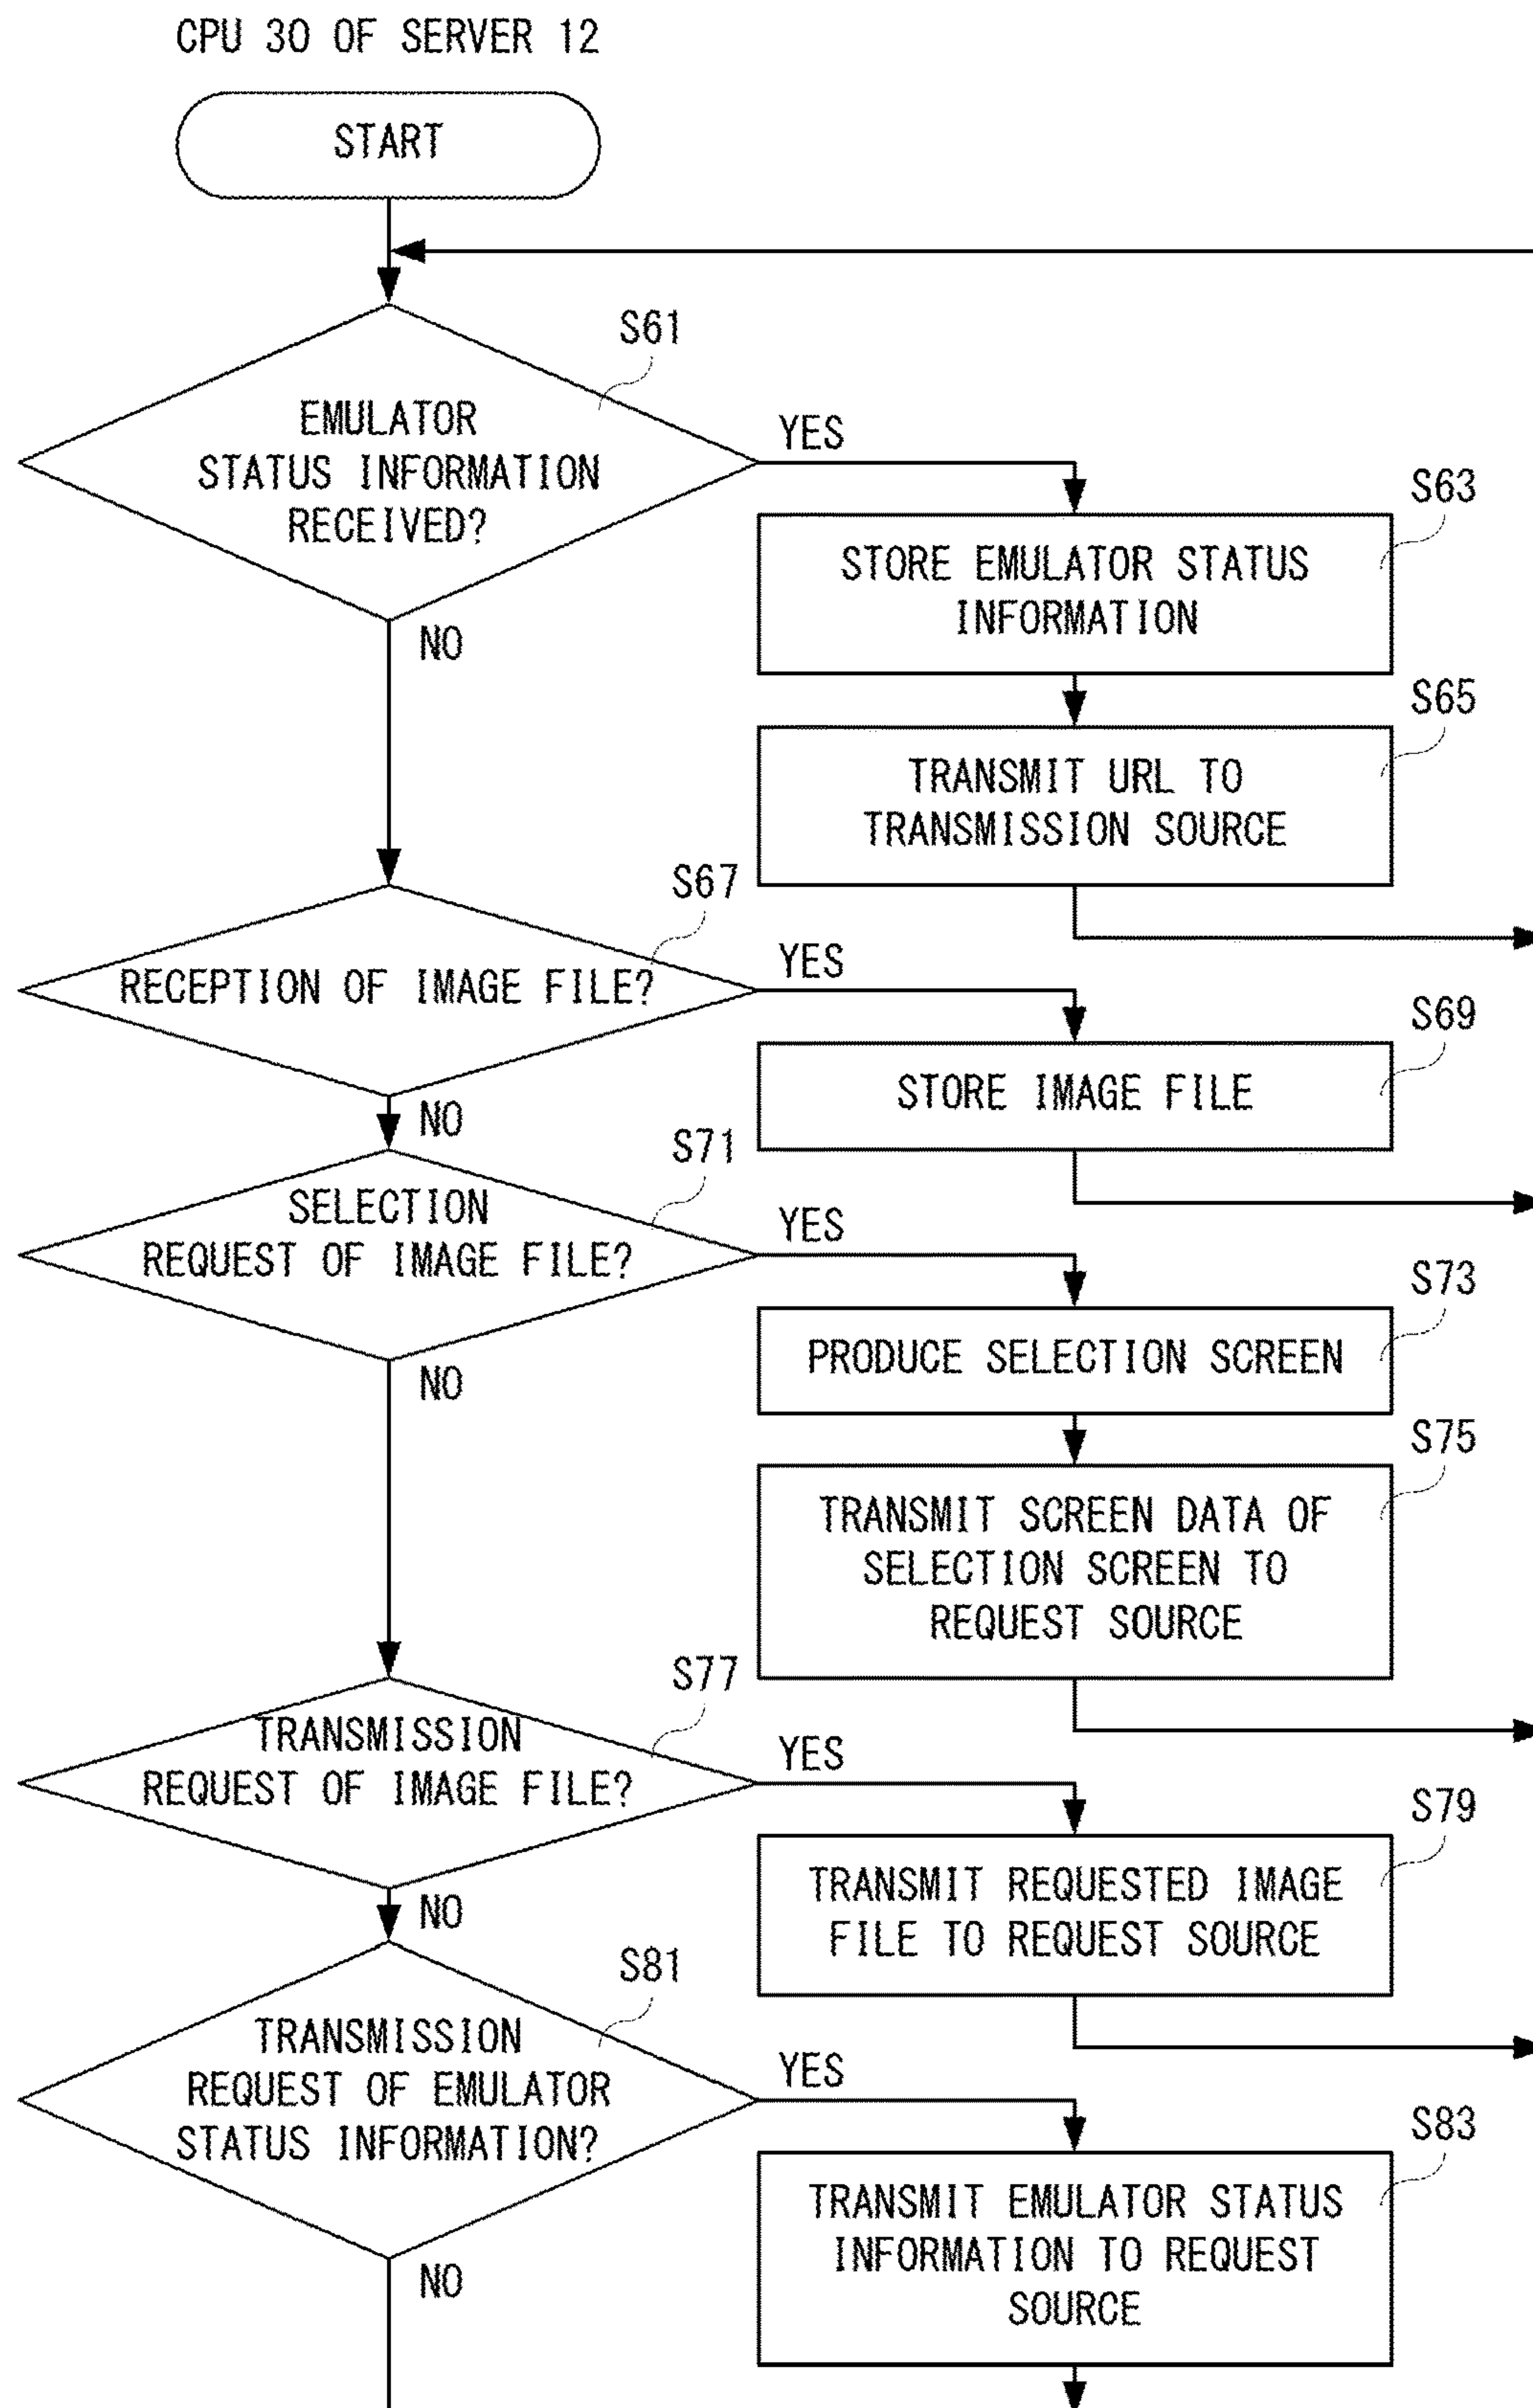 CPU 30 OF SERVER 12
START
S61
EMULATOR
STATUS INFORMATION
RECEIVED?
YES
NO
S63
STORE EMULATOR STATUS
INFORMATION
S65
TRANSMIT URL TO
TRANSMISSION SOURCE
S67
RECEPTION OF IMAGE FILE?
YES
NO
S69
STORE IMAGE FILE
S71
SELECTION
REQUEST OF IMAGE FILE?
YES
NO
S73
PRODUCE SELECTION SCREEN
S75
TRANSMIT SCREEN DATA OF
SELECTION SCREEN TO
REQUEST SOURCE
S77
TRANSMISSION
REQUEST OF IMAGE FILE?
YES
NO
S79
TRANSMIT REQUESTED IMAGE
FILE TO REQUEST SOURCE
S81
TRANSMISSION
REQUEST OF EMULATOR
STATUS INFORMATION?
YES
NO
S83
TRANSMIT EMULATOR STATUS
INFORMATION TO REQUEST
SOURCE